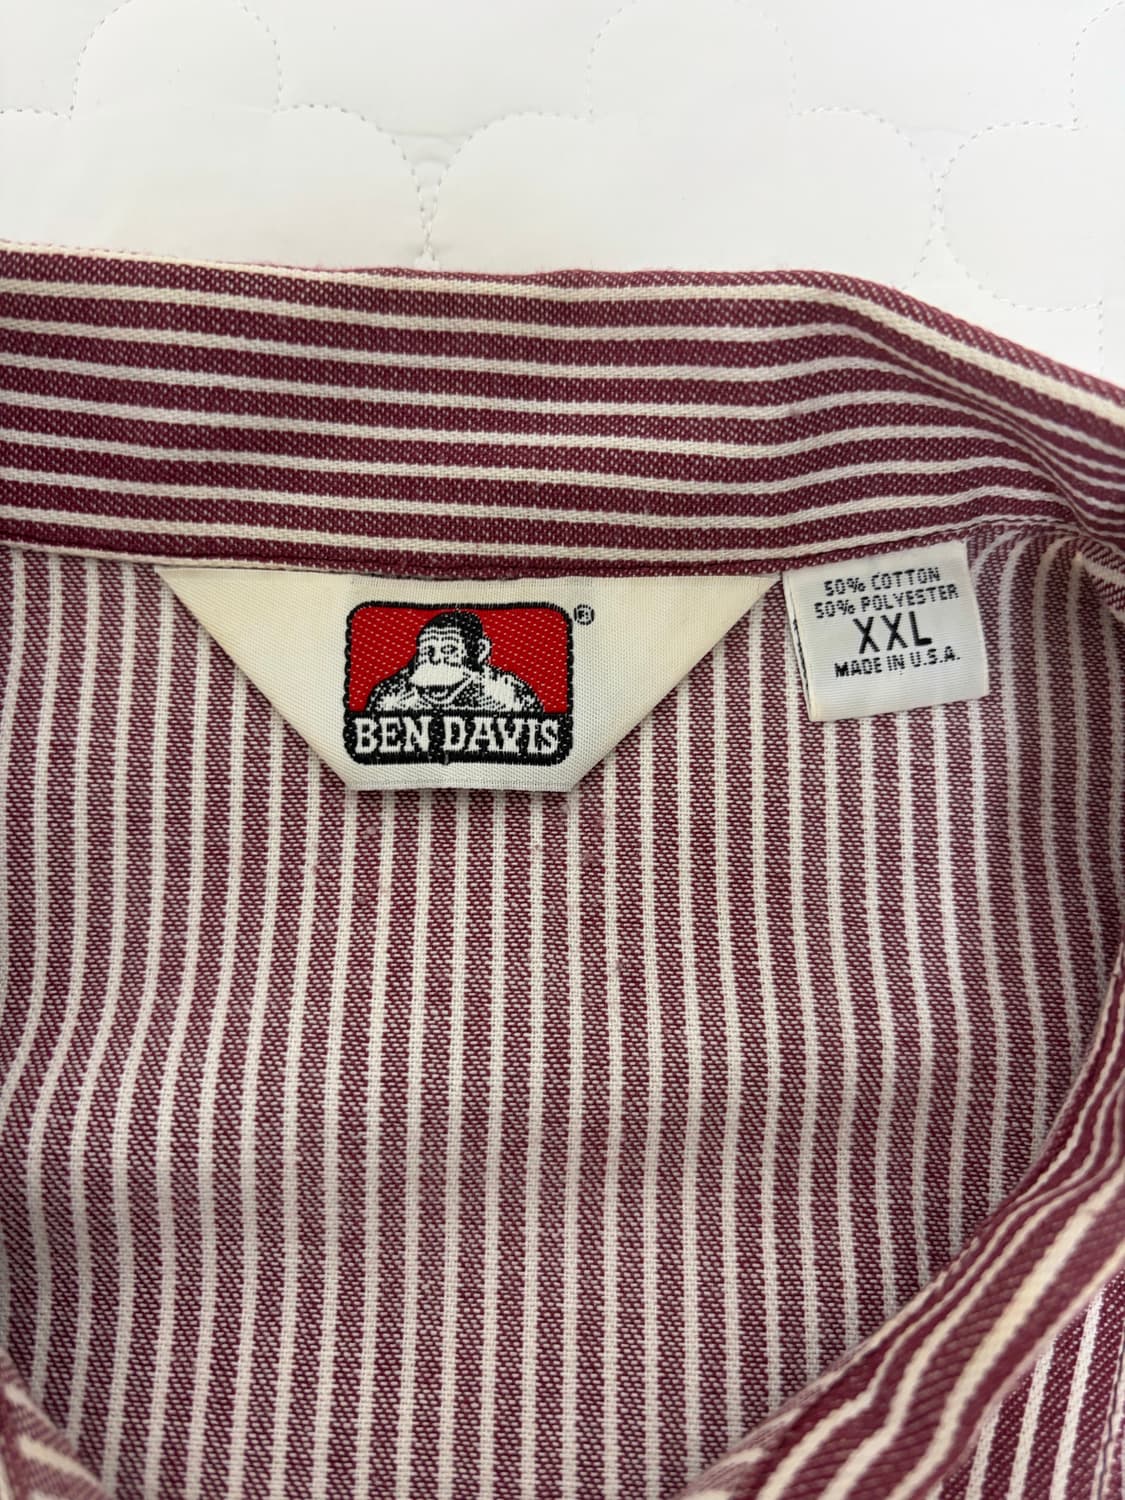 BEN DAVIS
®
50% COTTON
50% POLYESTER
XXL
MADE IN U.S.A.